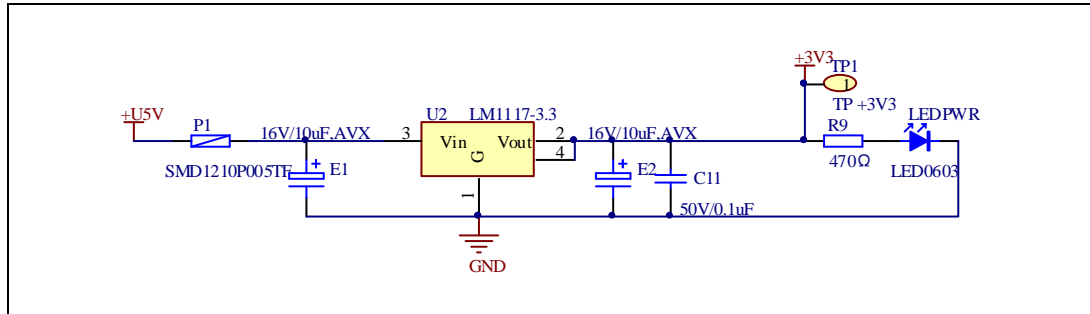 +3V3
TP1
1
TP +3V3
+U5V
P1
SMD1210P005TF
16V/10uF,AVX
E1
U2
LM1117-3.3
3
Vin
G
Vout
2
4
1
16V/10uF,AVX
E2
C11
50V/0.1uF
R9
470Ω
LEDPWR
LED0603
GND